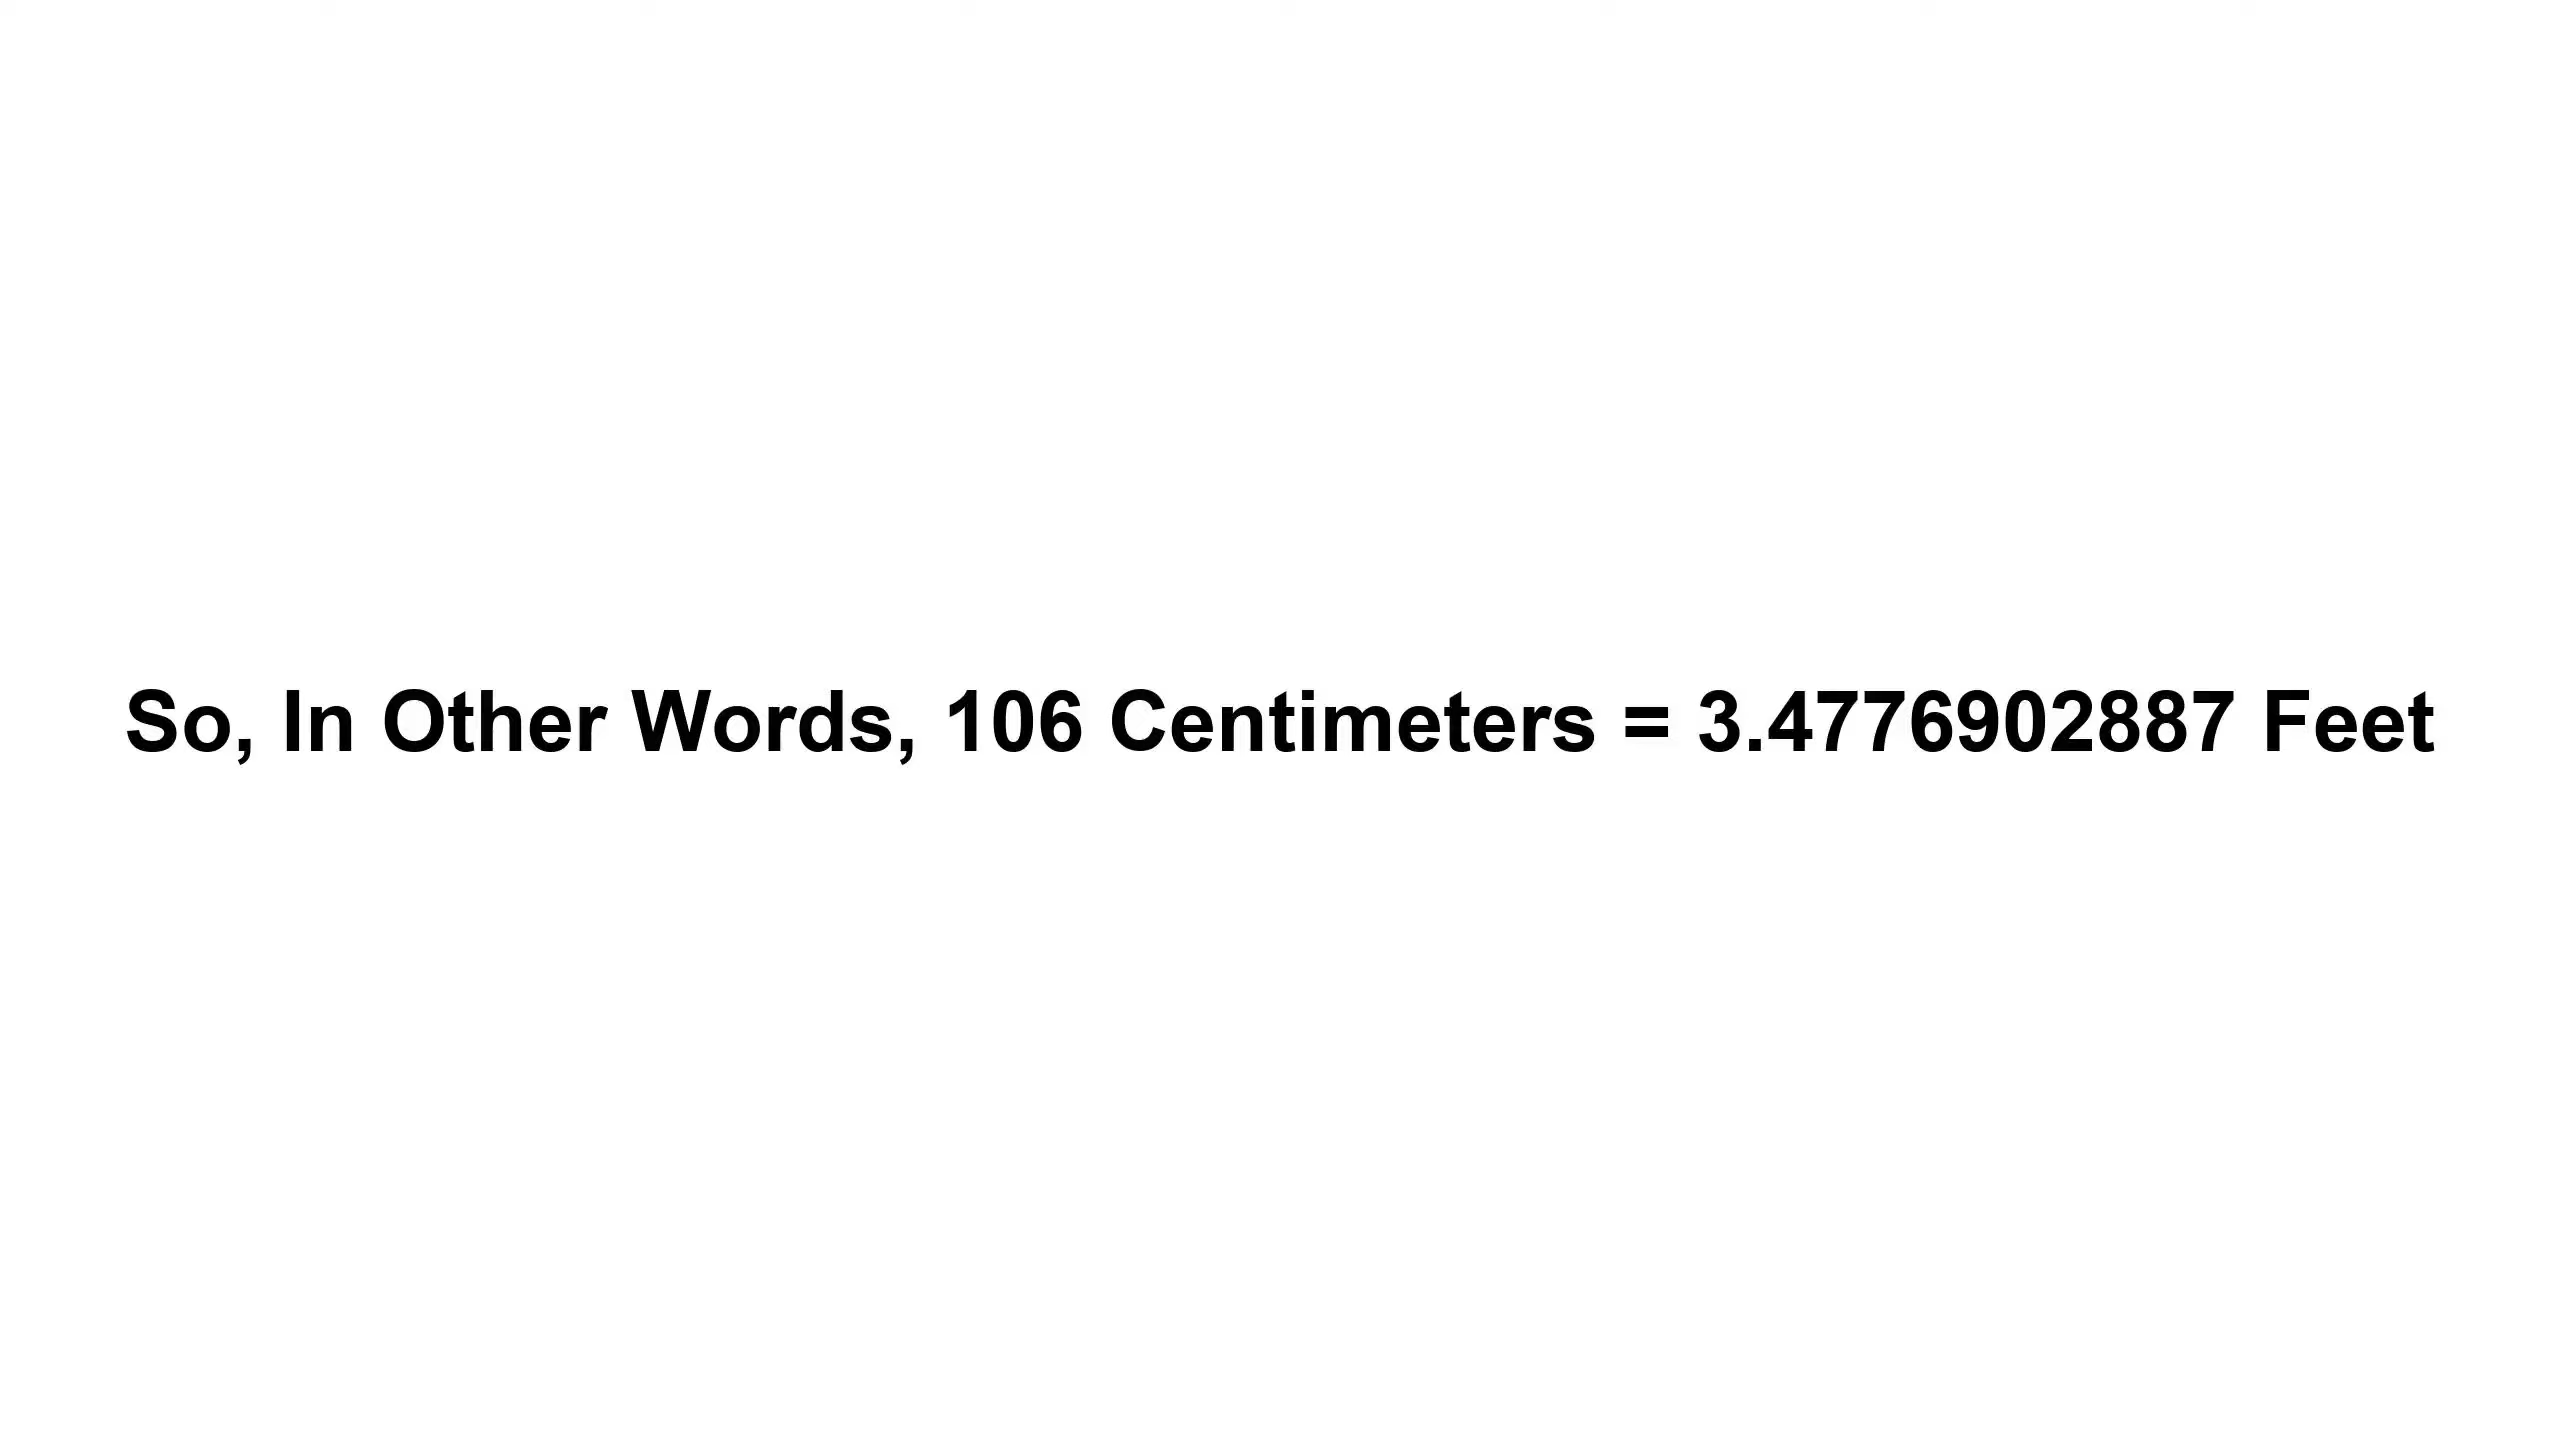 So, In Other Words, 106 Centimeters = 3.4776902887 Feet